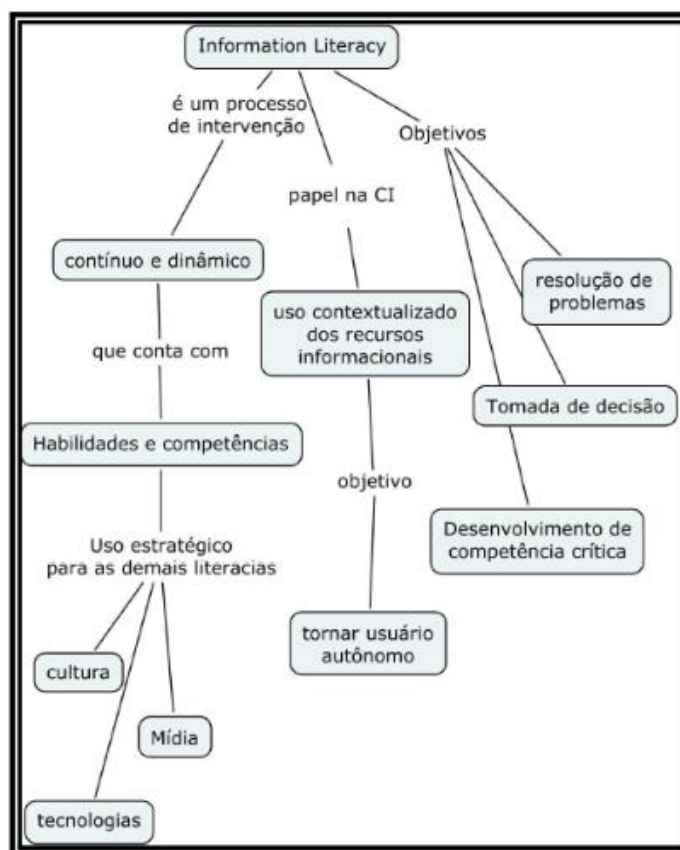 Information Literacy
é um processo
de intervenção
Objetivos
papel na CI
contínuo e dinâmico
resolução de
problemas
uso contextualizado
dos recursos
informacionais
que conta com
Tomada de decisão
Habilidades e competências
objetivo
Desenvolvimento de
competência crítica
Uso estratégico
para as demais literacias
tornar usuário
autônomo
cultura
Mídia
tecnologias